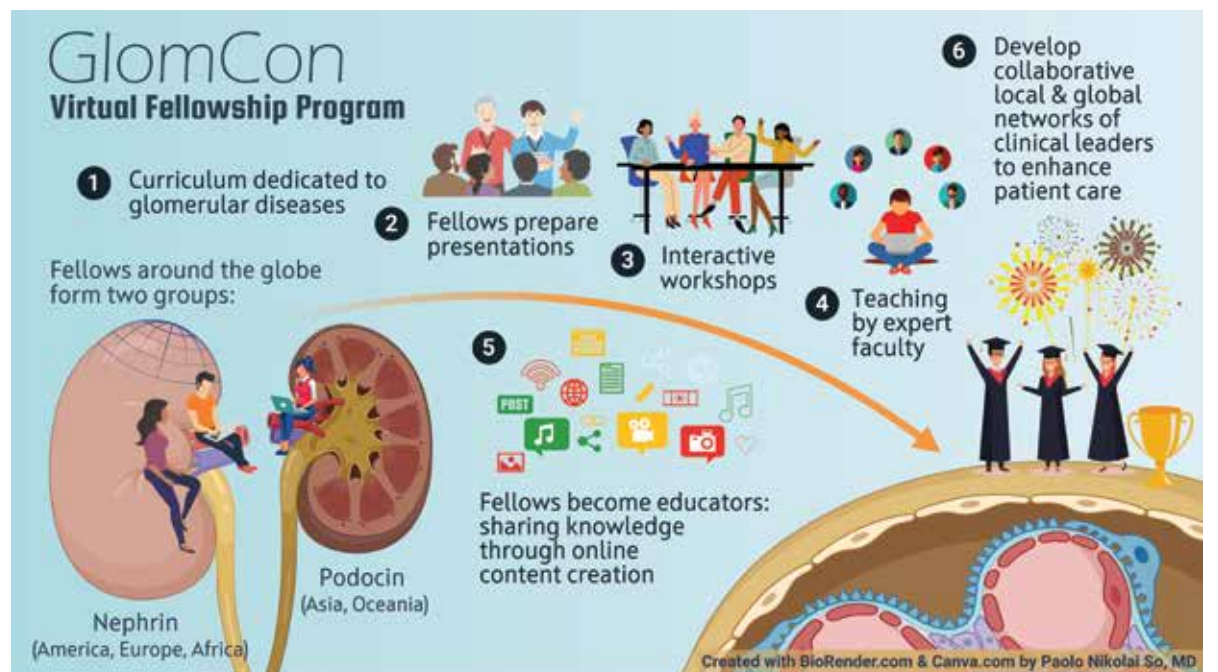 GlomCon
Virtual Fellowship Program
1
Curriculum dedicated to
glomerular diseases
2
Fellows prepare
presentations
3
Interactive
workshops
4
Teaching
by expert
faculty
6
Develop
collaborative
local & global
networks of
clinical leaders
to enhance
patient care
Fellows around the globe
form two groups:
Nephrin
(America, Europe, Africa)
Podocin
(Asia, Oceania)
5
POST
Fellows become educators:
sharing knowledge
through online
content creation
Created with BioRender.com & Canva.com by Paolo Nikolai So, MD